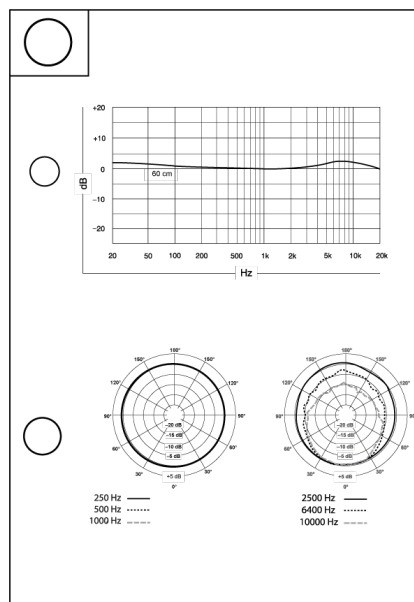 +20
+10
0
60 cm
-10
-20
dB
20 50 100 200 500 1k 2k 5k 10k 20k
Hz
180°
150° 150°
120° 120°
90° 90°
60° 60°
30° 30°
0°
-20 dB
-15 dB
-10 dB
-5 dB
+5 dB
250 Hz
500 Hz
1000 Hz
180°
150° 150°
120° 120°
90° 90°
60° 60°
30° 30°
0°
-20 dB
-15 dB
-10 dB
-5 dB
+5 dB
2500 Hz
6400 Hz
10000 Hz